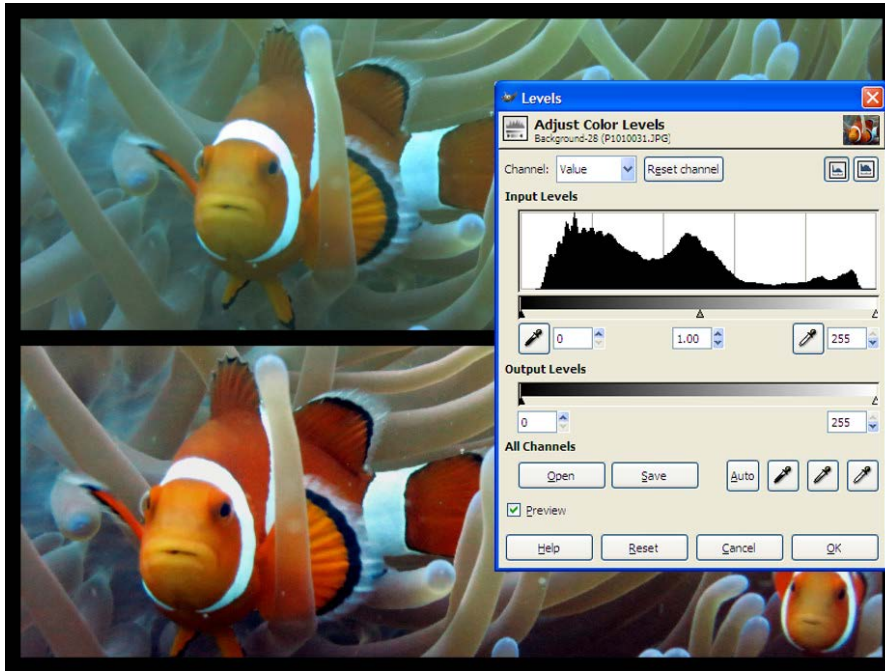 Levels
Adjust Color Levels
Background-28 (P1010031.JPG)
Channel: Value Reset channel
Input Levels
0 1.00 255
Output Levels
0 255
All Channels
Open Save Auto
Preview
Help Reset Cancel OK